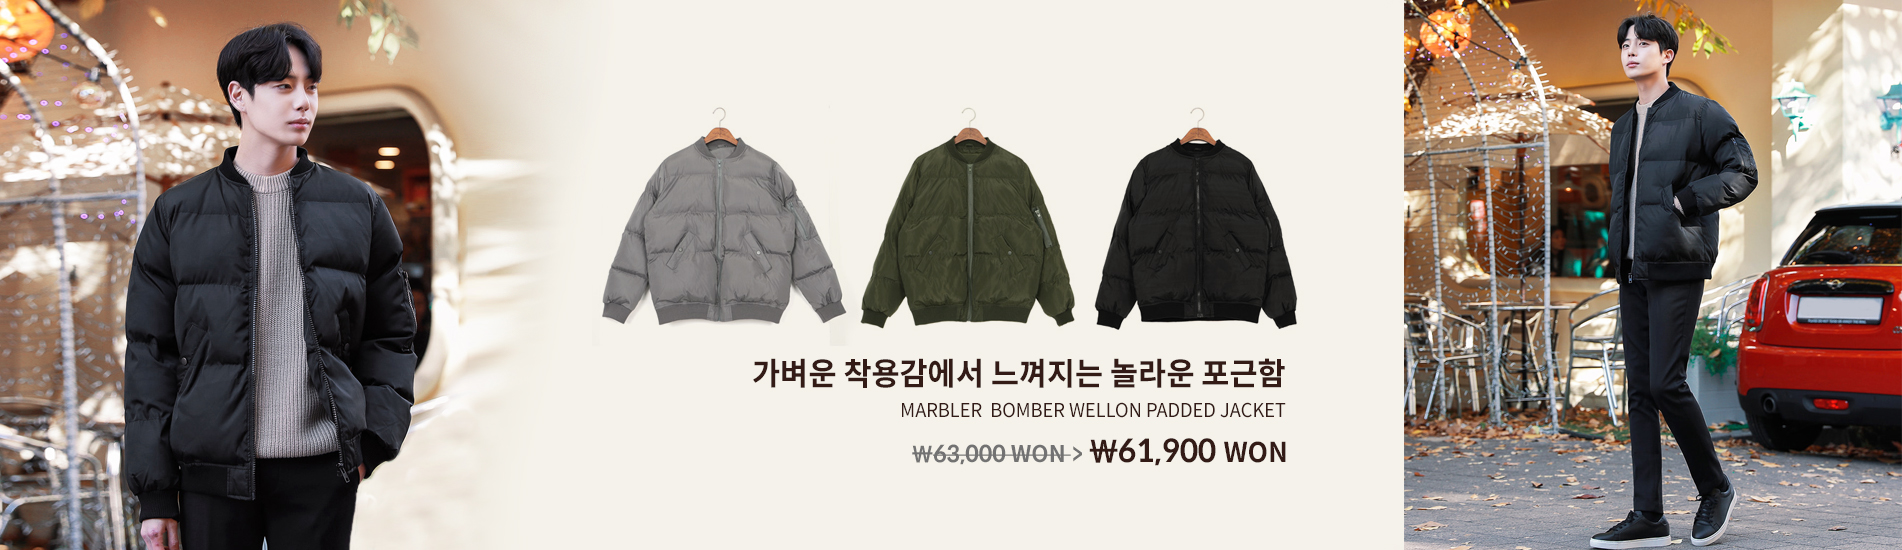 가벼운 착용감에서 느껴지는 놀라운 포근함
MARBLER BOMBER WELLON PADDED JACKET
₩63,000 WON > ₩61,900 WON